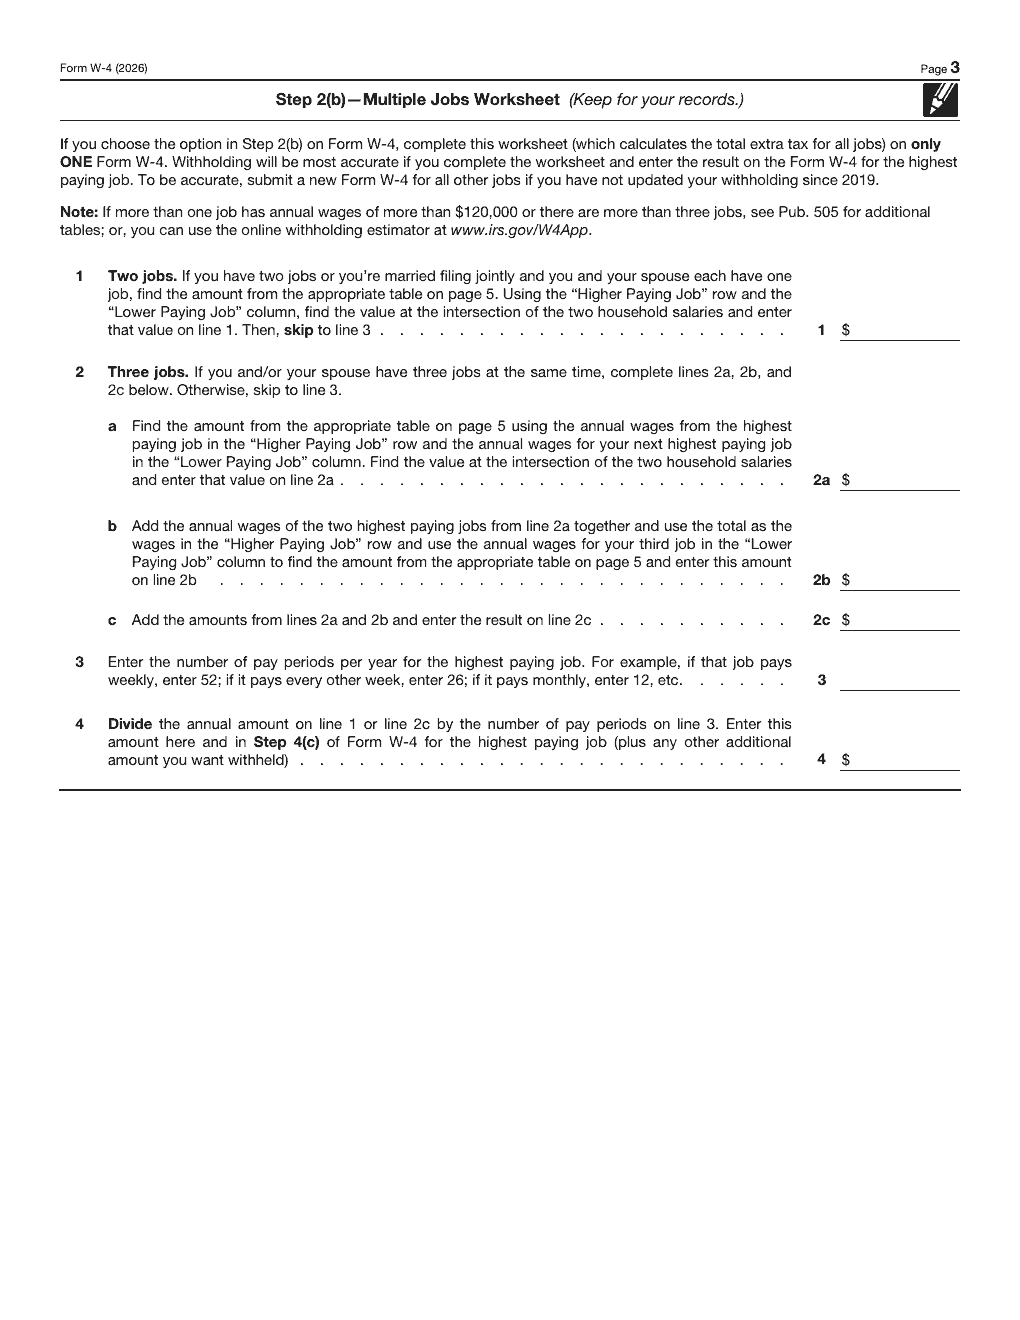 Form W-4 (2026)
Page 3
Step 2(b)—Multiple Jobs Worksheet (Keep for your records.)
If you choose the option in Step 2(b) on Form W-4, complete this worksheet (which calculates the total extra tax for all jobs) on only
ONE Form W-4. Withholding will be most accurate if you complete the worksheet and enter the result on the Form W-4 for the highest
paying job. To be accurate, submit a new Form W-4 for all other jobs if you have not updated your withholding since 2019.
Note: If more than one job has annual wages of more than $120,000 or there are more than three jobs, see Pub. 505 for additional
tables; or, you can use the online withholding estimator at www.irs.gov/W4App.
1 Two jobs. If you have two jobs or you’re married filing jointly and you and your spouse each have one
job, find the amount from the appropriate table on page 5. Using the “Higher Paying Job” row and the
“Lower Paying Job” column, find the value at the intersection of the two household salaries and enter
that value on line 1. Then, skip to line 3 . . . . . . . . . . . . . . . . . . . . . 1 $
2 Three jobs. If you and/or your spouse have three jobs at the same time, complete lines 2a, 2b, and
2c below. Otherwise, skip to line 3.
a Find the amount from the appropriate table on page 5 using the annual wages from the highest
paying job in the “Higher Paying Job” row and the annual wages for your next highest paying job
in the “Lower Paying Job” column. Find the value at the intersection of the two household salaries
and enter that value on line 2a . . . . . . . . . . . . . . . . . . . . . . . 2a $
b Add the annual wages of the two highest paying jobs from line 2a together and use the total as the
wages in the “Higher Paying Job” row and use the annual wages for your third job in the “Lower
Paying Job” column to find the amount from the appropriate table on page 5 and enter this amount
on line 2b . . . . . . . . . . . . . . . . . . . . . . . . . . . . . 2b $
c Add the amounts from lines 2a and 2b and enter the result on line 2c . . . . . . . . . . 2c $
3 Enter the number of pay periods per year for the highest paying job. For example, if that job pays
weekly, enter 52; if it pays every other week, enter 26; if it pays monthly, enter 12, etc. . . . . . 3
4 Divide the annual amount on line 1 or line 2c by the number of pay periods on line 3. Enter this
amount here and in Step 4(c) of Form W-4 for the highest paying job (plus any other additional
amount you want withheld) . . . . . . . . . . . . . . . . . . . . . . . . . 4 $